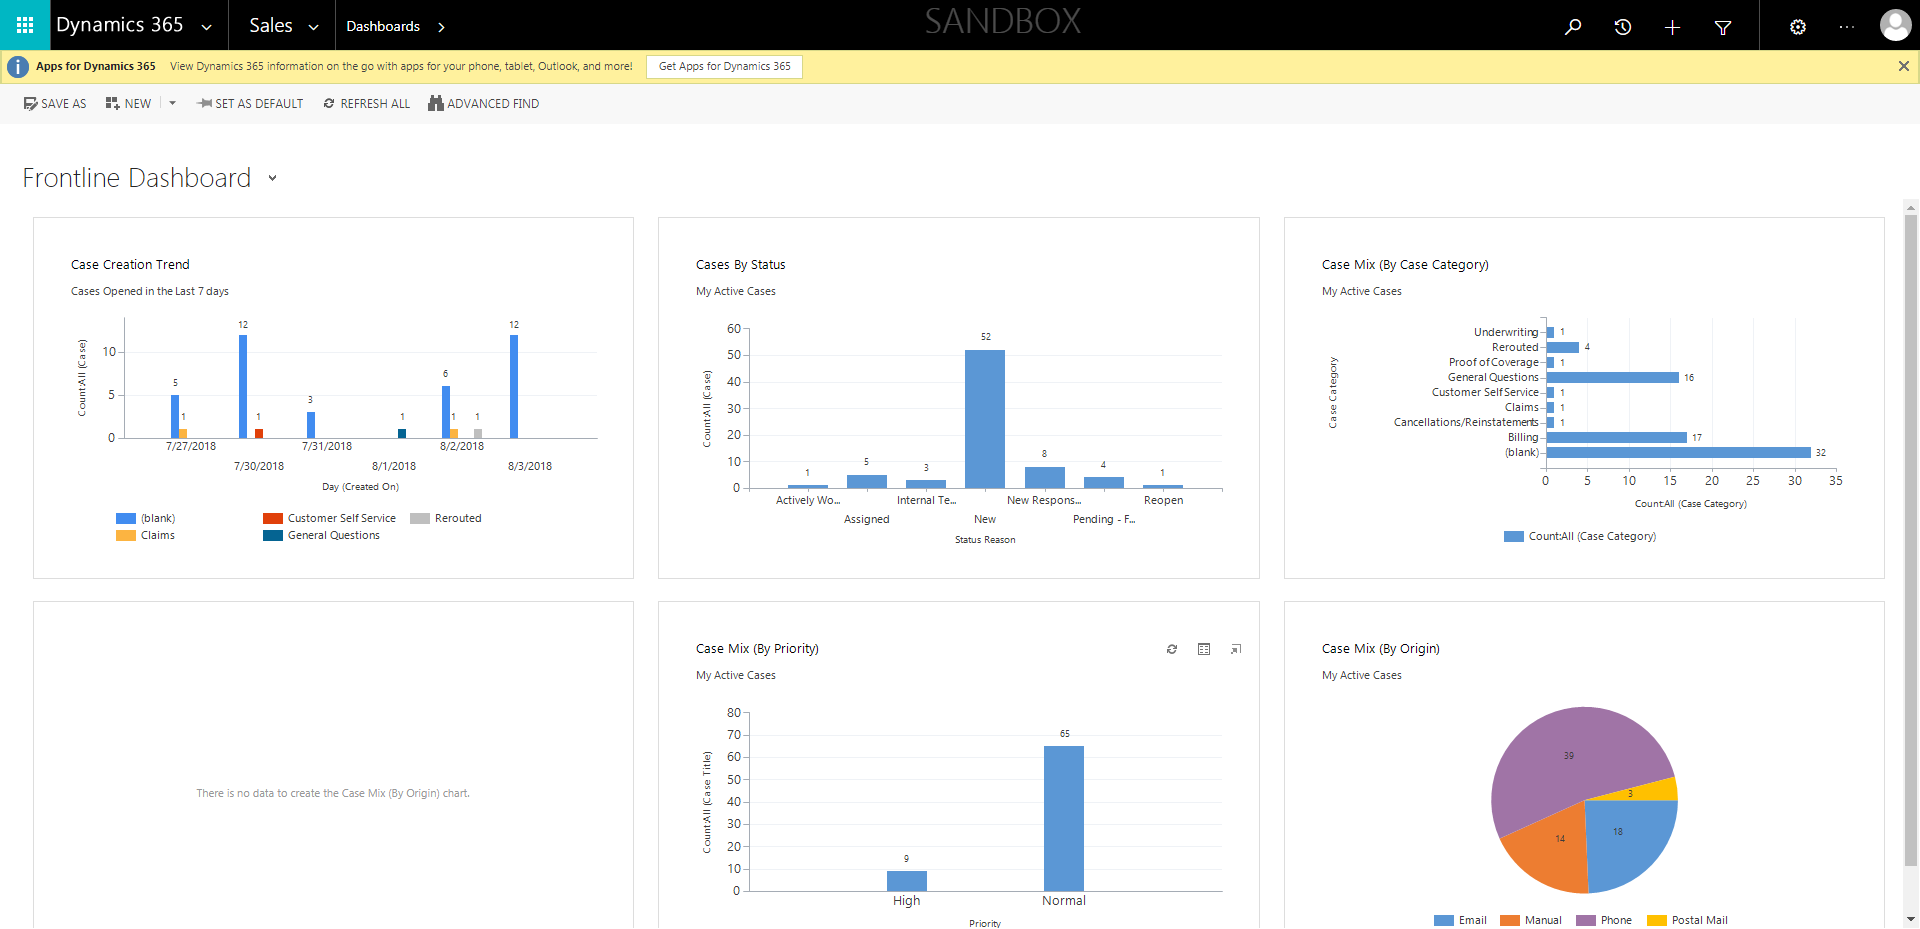 Dynamics 365 Sales Dashboards SANDBOX
Apps for Dynamics 365 View Dynamics 365 information on the go with apps for your phone, tablet, Outlook, and more! Get Apps for Dynamics 365
SAVE AS NEW SET AS DEFAULT REFRESH ALL ADVANCED FIND
Frontline Dashboard
Case Creation Trend
Cases Opened in the Last 7 days
Count:All (Case)
10
5
0
5
1
12
1
3
1
6
1
1
12
7/27/2018 7/31/2018 8/2/2018
7/30/2018 8/1/2018 8/3/2018
Day (Created On)
(blank) Customer Self Service Rerouted
Claims General Questions
Cases By Status
My Active Cases
Count:All (Case)
60
50
40
30
20
10
0
1
5
3
52
8
4
1
Actively Wo... Internal Te... New Respons... Reopen
Assigned New Pending - F...
Status Reason
Case Mix (By Case Category)
My Active Cases
Case Category
Underwriting 1
Rerouted 4
Proof of Coverage 1
General Questions 16
Customer Self Service 1
Claims 1
Cancellations/Reinstatements 1
Billing 17
(blank) 32
0 5 10 15 20 25 30 35
Count:All (Case Category)
Count:All (Case Category)
There is no data to create the Case Mix (By Origin) chart.
Case Mix (By Priority)
My Active Cases
Count:All (Case Title)
80
70
60
50
40
30
20
10
0
9
65
High Normal
Priority
Case Mix (By Origin)
My Active Cases
39
3
18
14
Email Manual Phone Postal Mail